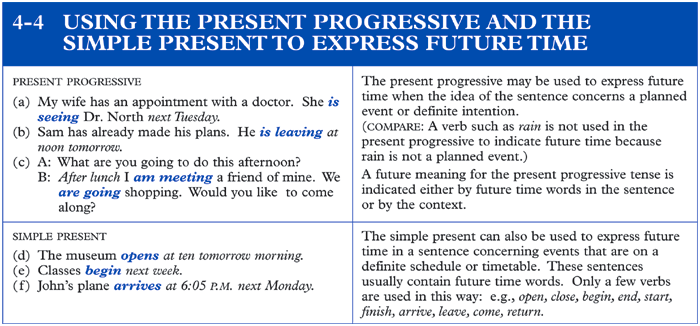 4-4 USING THE PRESENT PROGRESSIVE AND THE
SIMPLE PRESENT TO EXPRESS FUTURE TIME
PRESENT PROGRESSIVE
(a) My wife has an appointment with a doctor. She is
seeing Dr. North next Tuesday.
(b) Sam has already made his plans. He is leaving at
noon tomorrow.
(c) A: What are you going to do this afternoon?
B: After lunch I am meeting a friend of mine. We
are going shopping. Would you like to come
along?
The present progressive may be used to express future
time when the idea of the sentence concerns a planned
event or definite intention.
(COMPARE: A verb such as rain is not used in the
present progressive to indicate future time because
rain is not a planned event.)
A future meaning for the present progressive tense is
indicated either by future time words in the sentence
or by the context.
SIMPLE PRESENT
(d) The museum opens at ten tomorrow morning.
(e) Classes begin next week.
(f) John's plane arrives at 6:05 P.M. next Monday.
The simple present can also be used to express future
time in a sentence concerning events that are on a
definite schedule or timetable. These sentences
usually contain future time words. Only a few verbs
are used in this way: e.g., open, close, begin, end, start,
finish, arrive, leave, come, return.